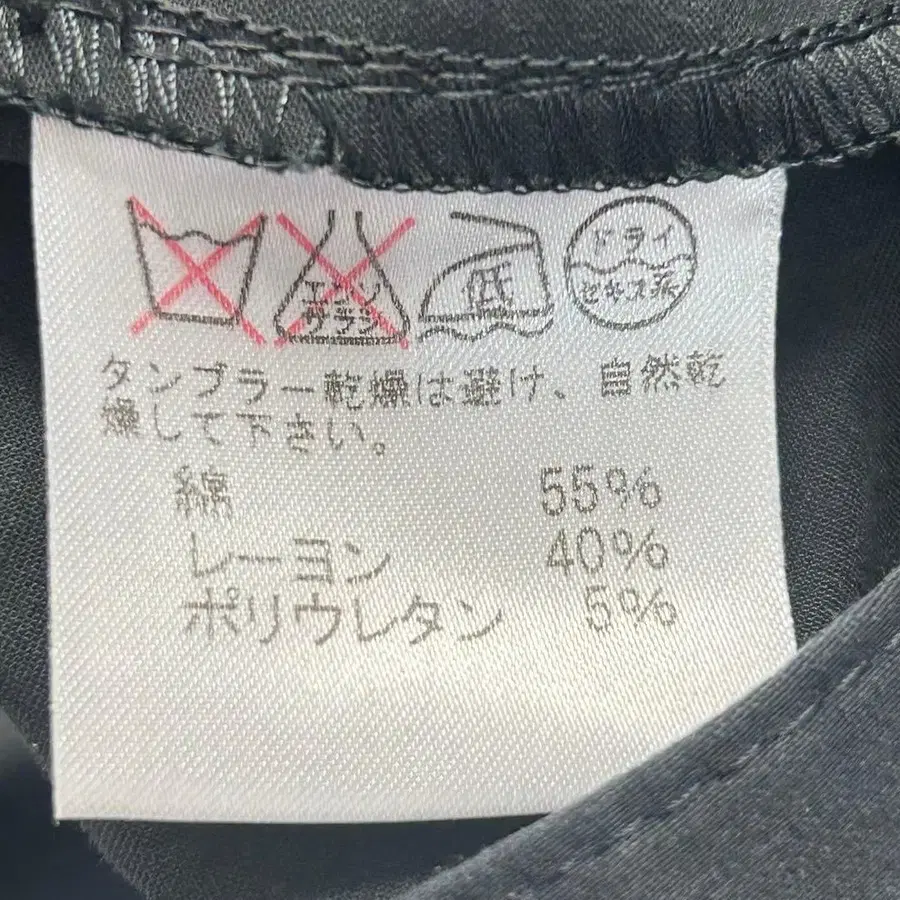 エンソ
サラシ
低
ドライ
セキユ系
タンブラー乾燥は避け、自然乾
燥して下さい。
綿 55%
レーヨン 40%
ポリウレタン 5%